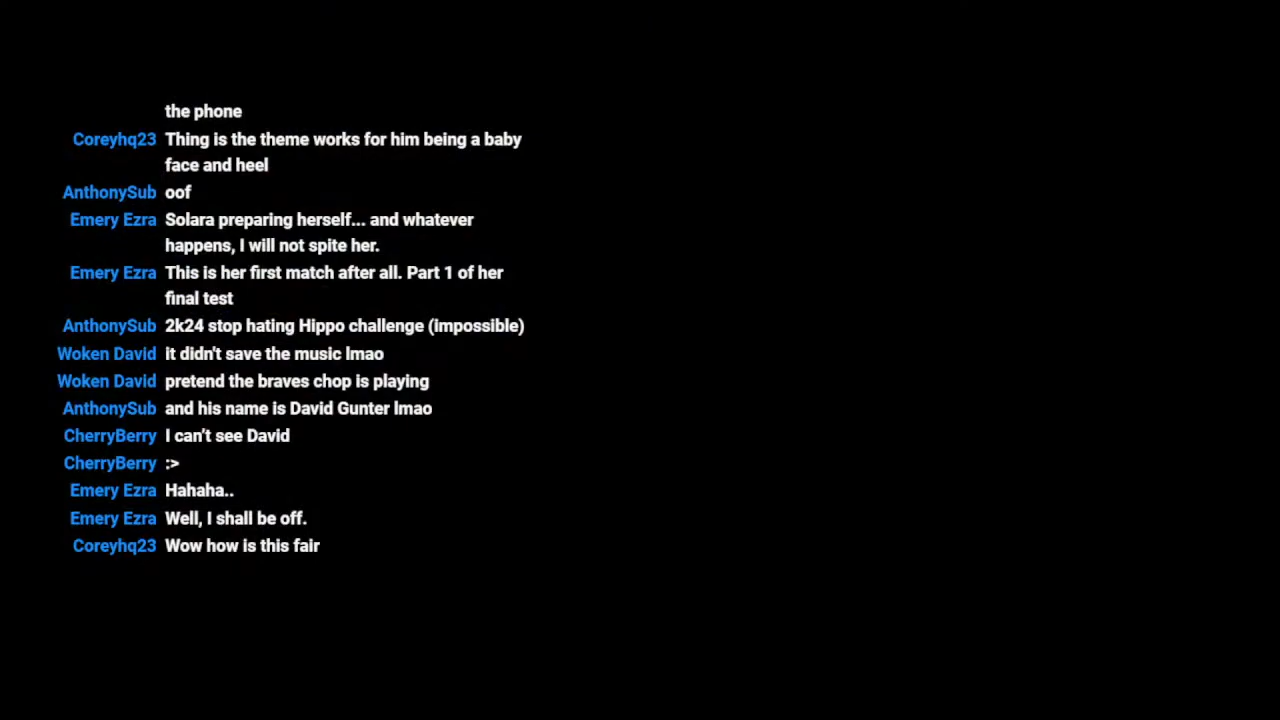 the phone
Coreyhq23 Thing is the theme works for him being a baby
face and heel
AnthonySub oof
Emery Ezra Solara preparing herself... and whatever
happens, I will not spite her.
Emery Ezra This is her first match after all. Part 1 of her
final test
AnthonySub 2k24 stop hating Hippo challenge (impossible)
Woken David it didn't save the music lmao
Woken David pretend the braves chop is playing
AnthonySub and his name is David Gunter lmao
CherryBerry I can't see David
CherryBerry :>
Emery Ezra Hahaha..
Emery Ezra Well, I shall be off.
Coreyhq23 Wow how is this fair